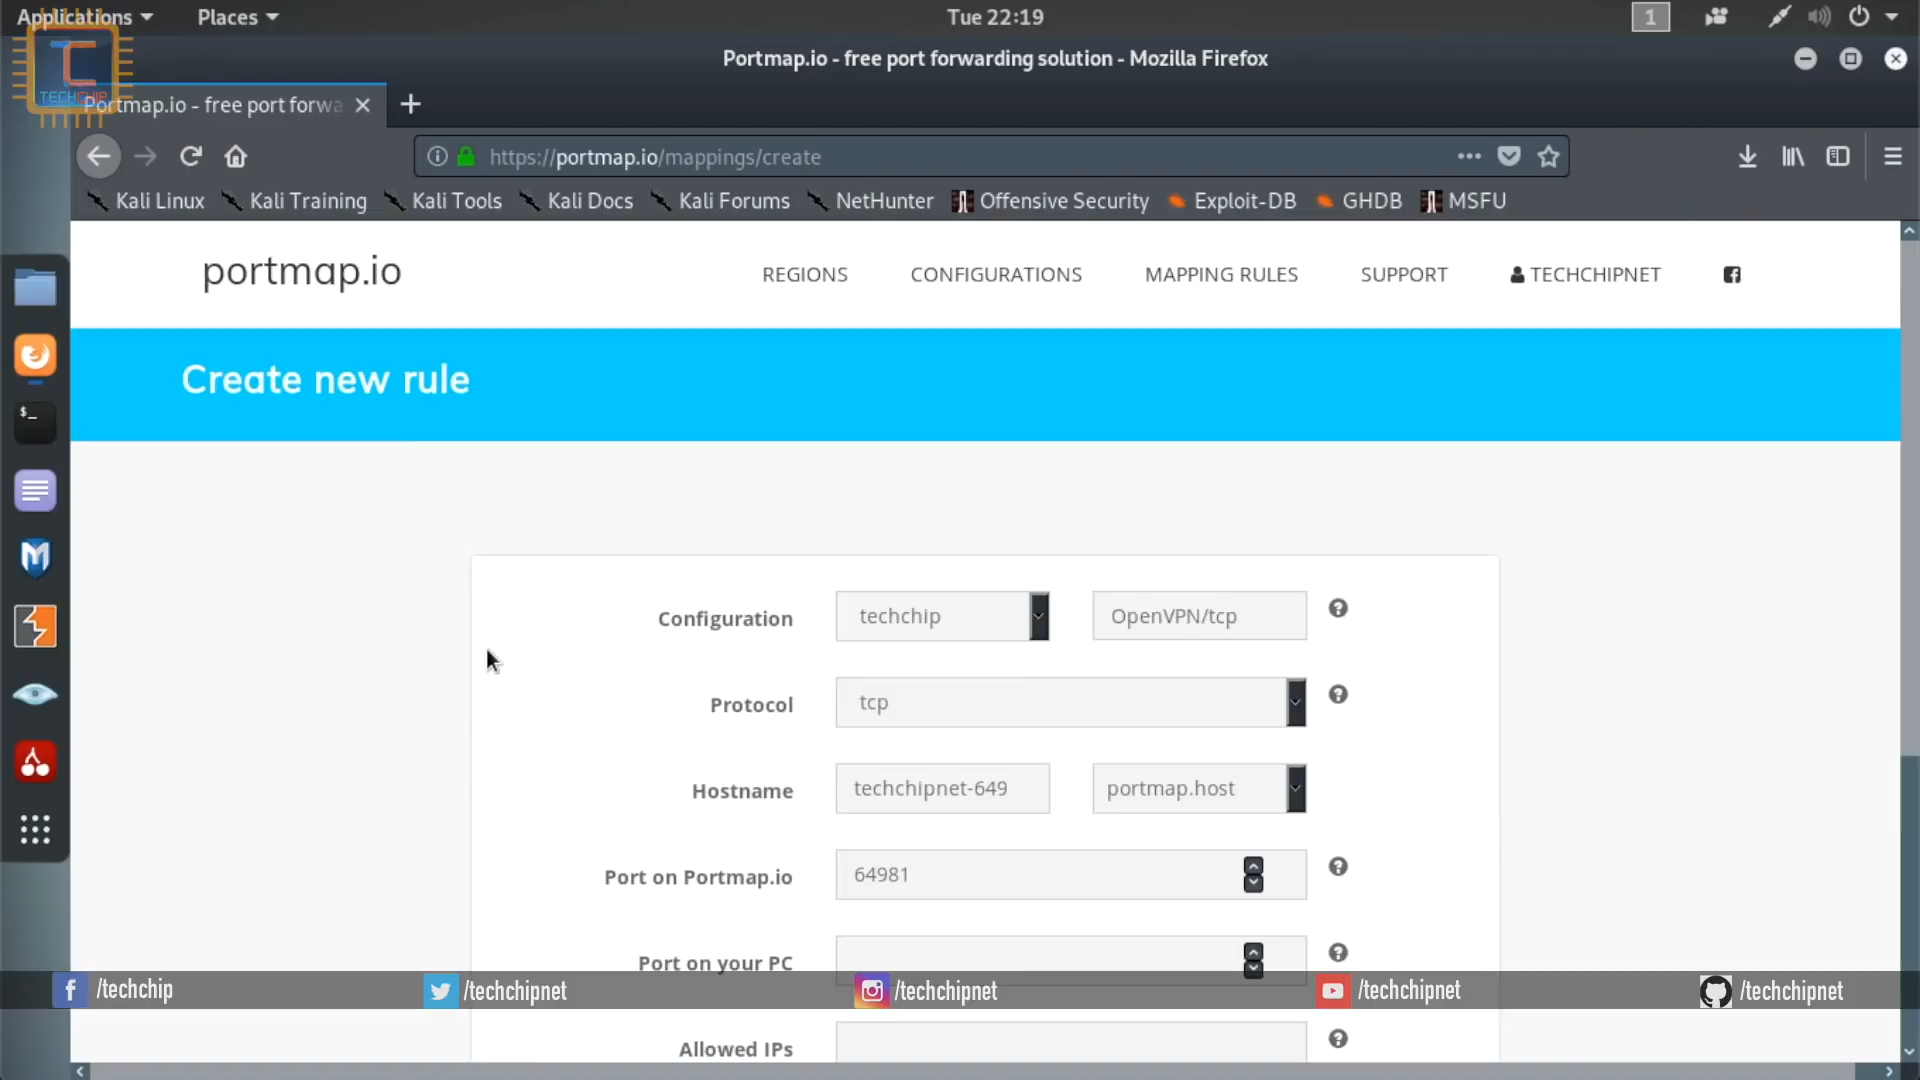 Applications Places Tue 22:19 1
Portmap.io - free port forwarding solution - Mozilla Firefox
TC
TECHCHIP
Portmap.io - free port forwa
https://portmap.io/mappings/create
Kali Linux Kali Training Kali Tools Kali Docs Kali Forums NetHunter Offensive Security Exploit-DB GHDB MSFU
portmap.io REGIONS CONFIGURATIONS MAPPING RULES SUPPORT TECHCHIPNET
Create new rule
Configuration techchip OpenVPN/tcp
Protocol tcp
Hostname techchipnet-649 portmap.host
Port on Portmap.io 64981
Port on your PC
/techchip /techchipnet /techchipnet /techchipnet /techchipnet
Allowed IPs